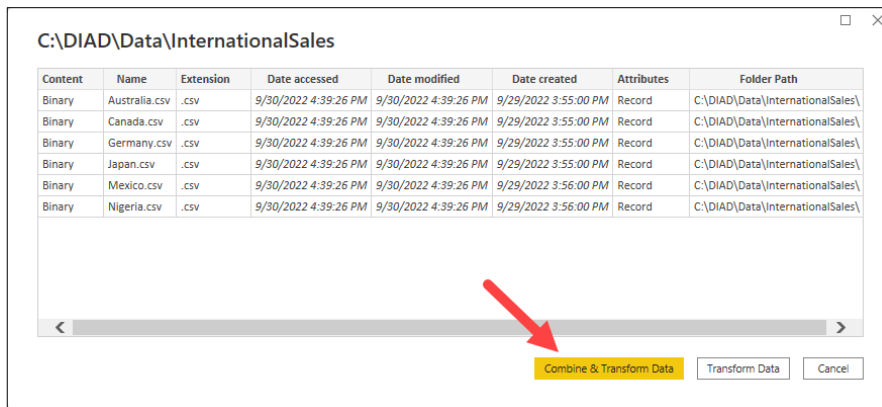 C:\DIAD\Data\InternationalSales
Content Name Extension Date accessed Date modified Date created Attributes Folder Path
Binary Australia.csv .csv 9/30/2022 4:39:26 PM 9/30/2022 4:39:26 PM 9/29/2022 3:55:00 PM Record C:\DIAD\Data\InternationalSales\
Binary Canada.csv .csv 9/30/2022 4:39:26 PM 9/30/2022 4:39:26 PM 9/29/2022 3:55:00 PM Record C:\DIAD\Data\InternationalSales\
Binary Germany.csv .csv 9/30/2022 4:39:26 PM 9/30/2022 4:39:26 PM 9/29/2022 3:55:00 PM Record C:\DIAD\Data\InternationalSales\
Binary Japan.csv .csv 9/30/2022 4:39:26 PM 9/30/2022 4:39:26 PM 9/29/2022 3:55:00 PM Record C:\DIAD\Data\InternationalSales\
Binary Mexico.csv .csv 9/30/2022 4:39:26 PM 9/30/2022 4:39:26 PM 9/29/2022 3:56:00 PM Record C:\DIAD\Data\InternationalSales\
Binary Nigeria.csv .csv 9/30/2022 4:39:26 PM 9/30/2022 4:39:26 PM 9/29/2022 3:56:00 PM Record C:\DIAD\Data\InternationalSales\
Combine & Transform Data Transform Data Cancel